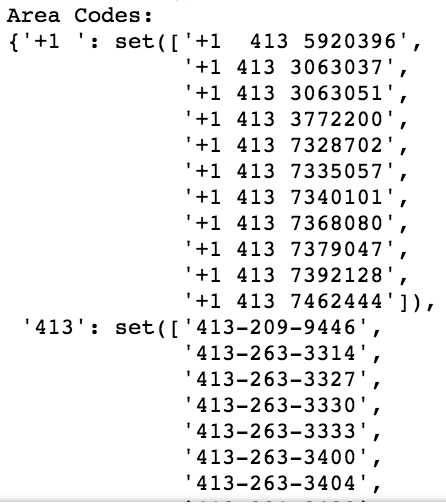 Area Codes:
{'+1 ': set(['+1  413 5920396',
'+1 413 3063037',
'+1 413 3063051',
'+1 413 3772200',
'+1 413 7328702',
'+1 413 7335057',
'+1 413 7340101',
'+1 413 7368080',
'+1 413 7379047',
'+1 413 7392128',
'+1 413 7462444']),
'413': set(['413-209-9446',
'413-263-3314',
'413-263-3327',
'413-263-3330',
'413-263-3333',
'413-263-3400',
'413-263-3404',